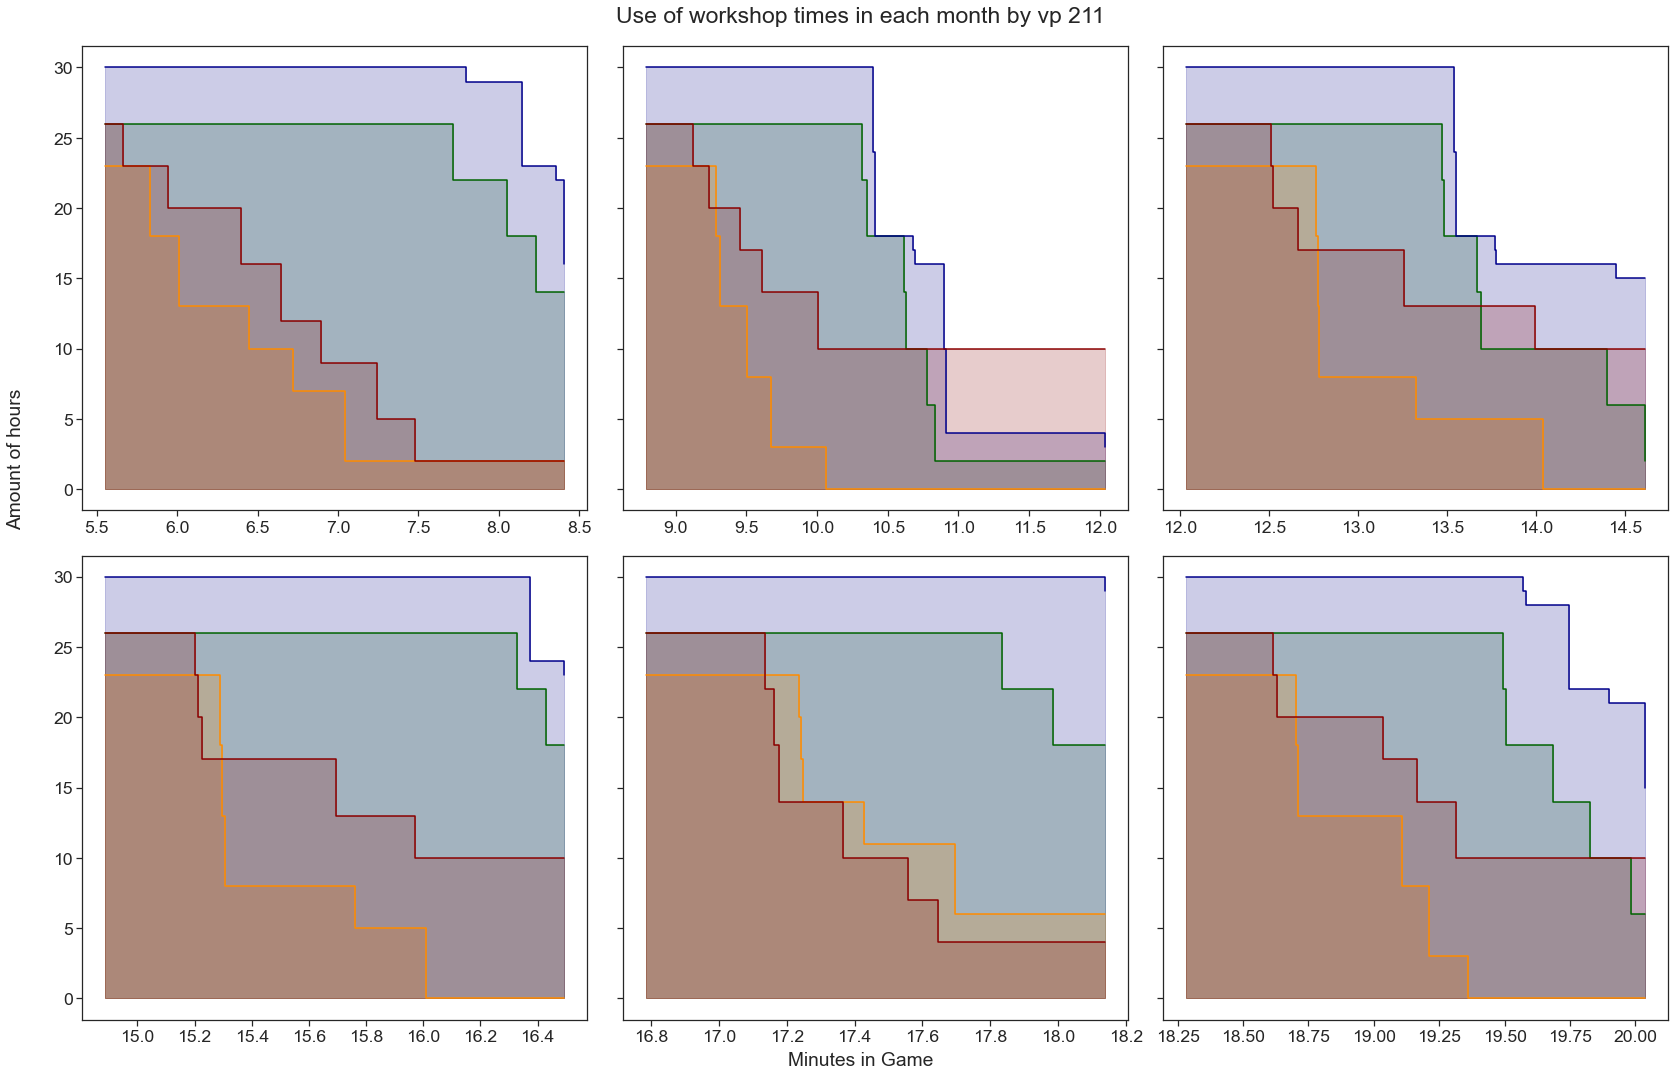 Use of workshop times in each month by vp 211
Amount of hours
30
25
20
15
10
5
0
5.5 6.0 6.5 7.0 7.5 8.0 8.5
9.0 9.5 10.0 10.5 11.0 11.5 12.0
12.0 12.5 13.0 13.5 14.0 14.5
30
25
20
15
10
5
0
15.0 15.2 15.4 15.6 15.8 16.0 16.2 16.4
16.8 17.0 17.2 17.4 17.6 17.8 18.0 18.2
18.25 18.50 18.75 19.00 19.25 19.50 19.75 20.00
Minutes in Game